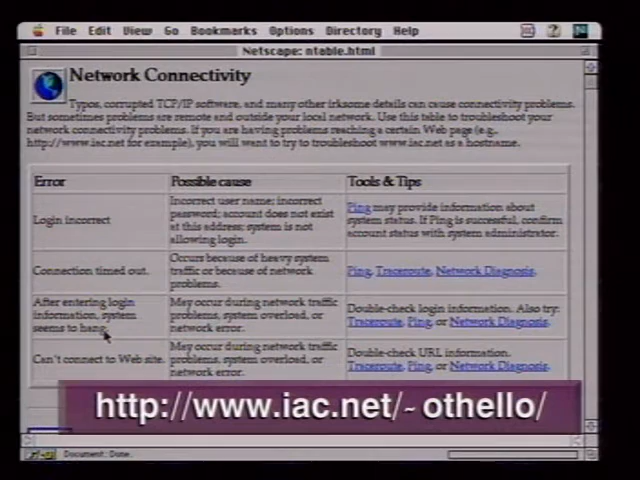 File Edit View Go Bookmarks Options Directory Help
Netscape: ntable.html
Network Connectivity
Typos, corrupted TCP/IP software, and many other irksome details can cause connectivity problems.
But sometimes problems are remote and outside your local network. Use this table to troubleshoot your
network connectivity problems. If you are having problems reaching a certain Web page (e.g.,
http://www.iac.net for example), you will want to try to troubleshoot www.iac.net as a hostname.
Error
Possible cause
Tools & Tips
Login incorrect
Incorrect user name; incorrect
password; account does not exist
at this address; system is not
allowing login.
Ping may provide information about
system status. If Ping is successful, confirm
account status with system administrator.
Connection timed out.
Occurs because of heavy system
traffic or because of network
problems.
Ping, Traceroute, Network Diagnosis.
After entering login
information, system
seems to hang.
May occur during network traffic
problems, system overload, or
network error.
Double-check login information. Also try:
Traceroute, Ping, or Network Diagnosis.
Can't connect to Web site.
May occur during network traffic
problems, system overload, or
network error.
Double-check URL information.
Traceroute, Ping, or Network Diagnosis.
http://www.iac.net/~ othello/
Document: Done.